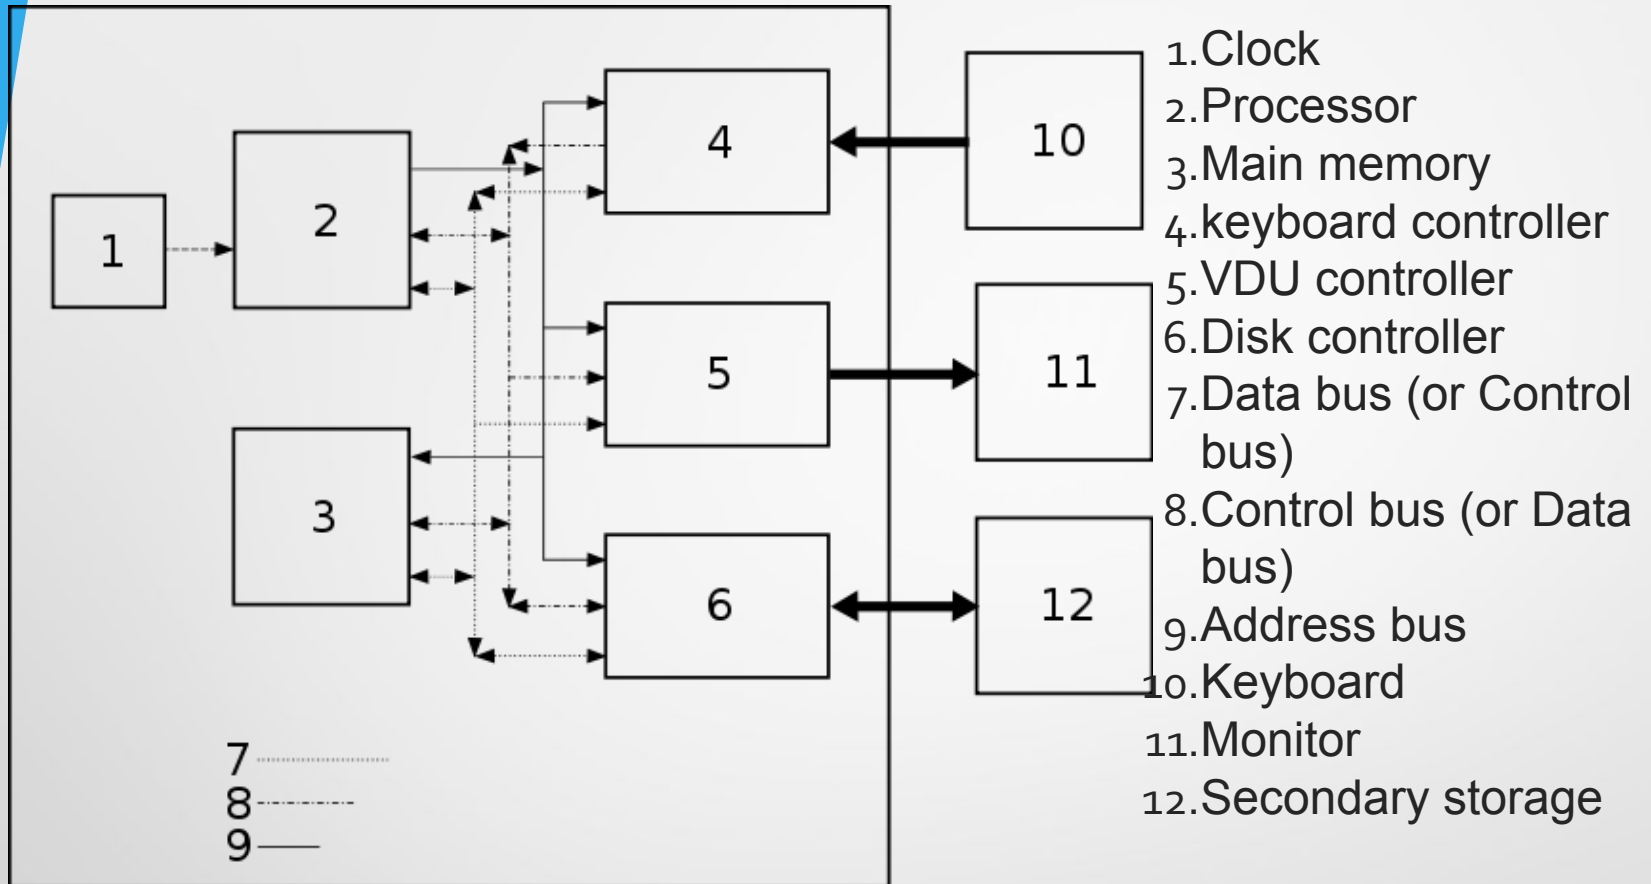 1
2
3
4
5
6
10
11
12
7
8
9
1.Clock
2.Processor
3.Main memory
4.keyboard controller
5.VDU controller
6.Disk controller
7.Data bus (or Control
bus)
8.Control bus (or Data
bus)
9.Address bus
10.Keyboard
11.Monitor
12.Secondary storage